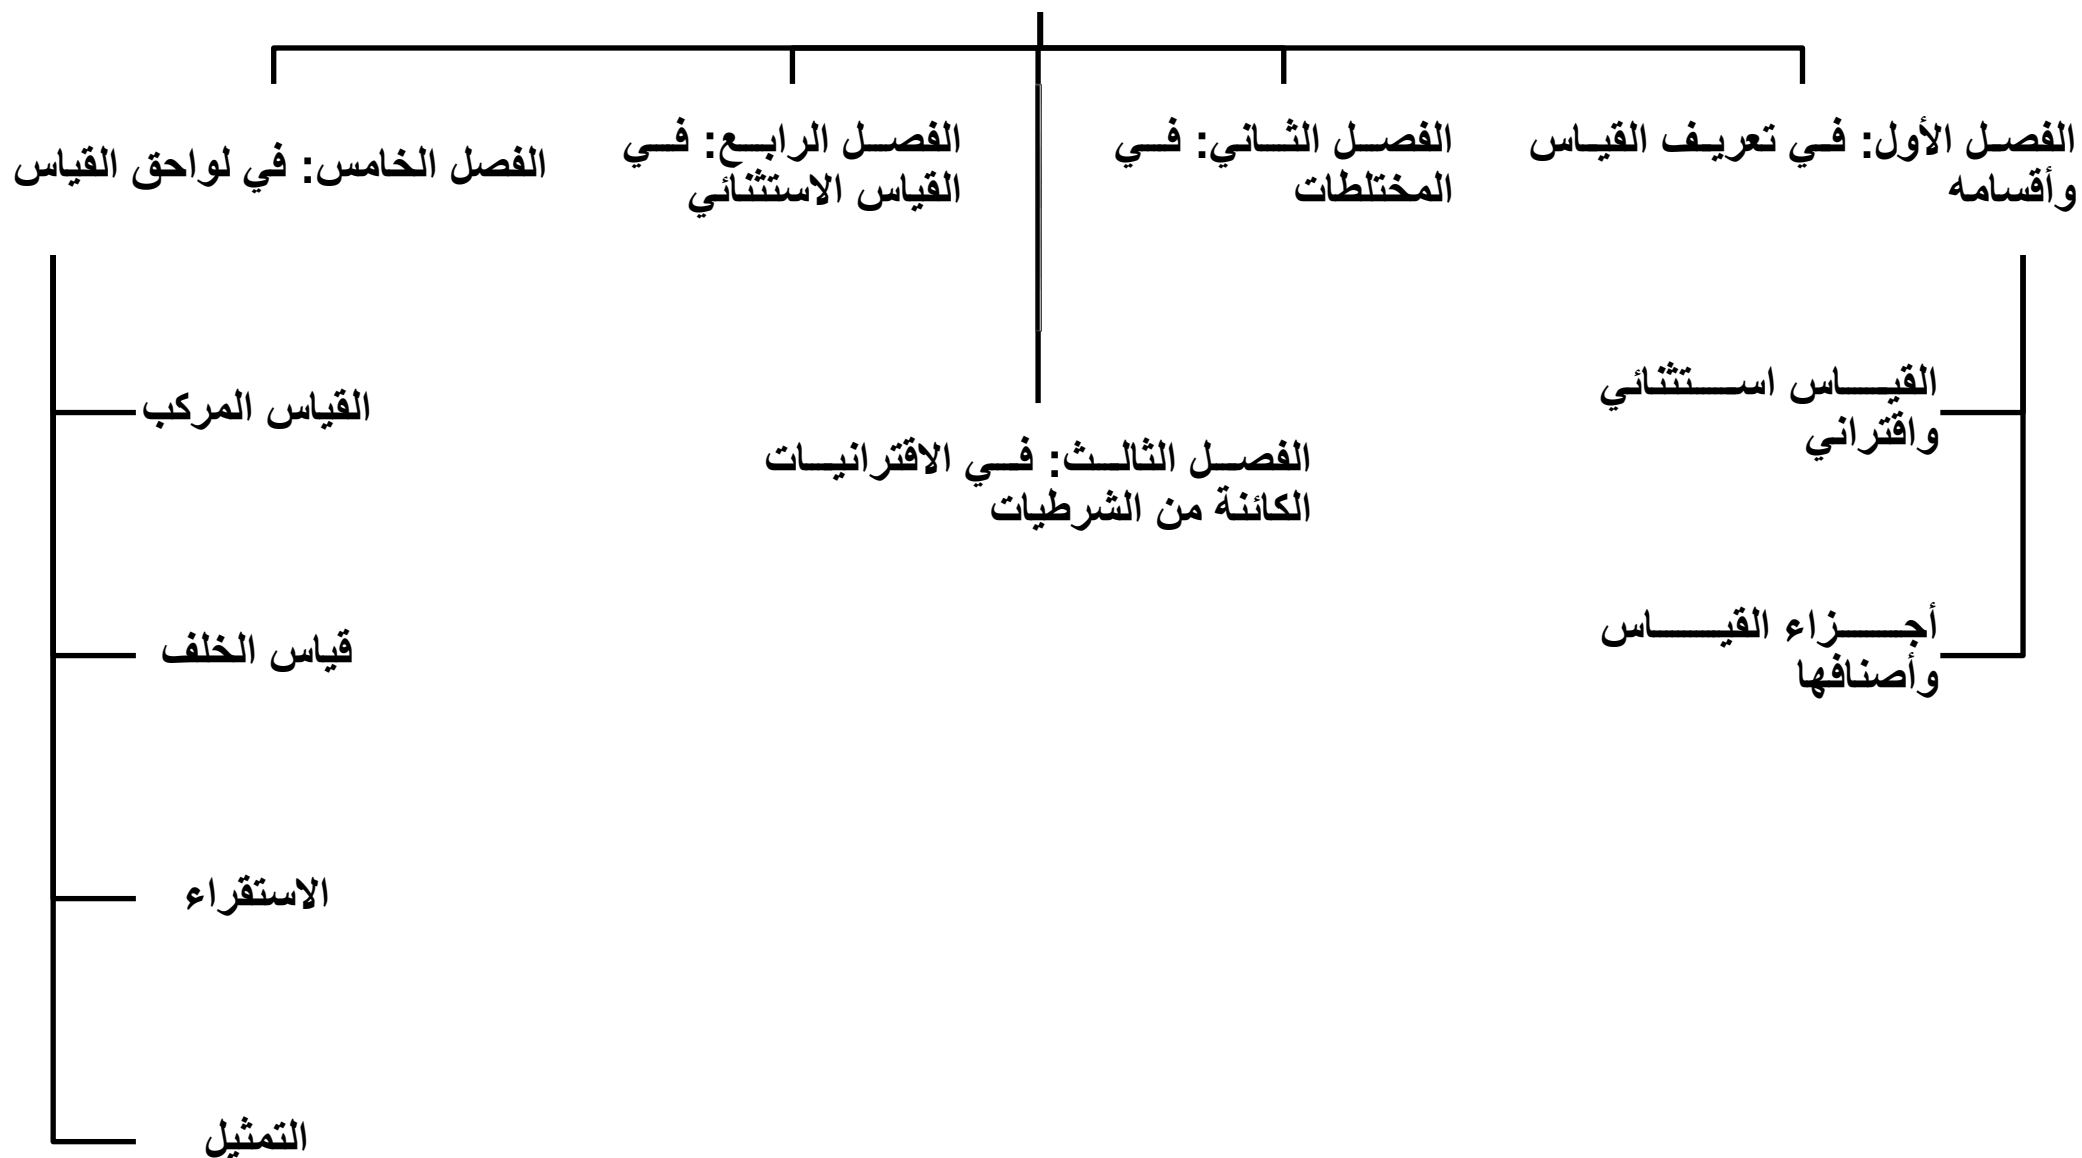 الفصل الأول: في تعريف القياس
وأقسامه
الفصل الثاني: في
المختلطات
الفصل الرابع: في
القياس الاستثنائي
الفصل الخامس: في لواحق القياس
القياس استثنائي
واقتراني
أجزاء القياس
وأصنافها
الفصل الثالث: في الاقترانيات
الكائنة من الشرطيات
القياس المركب
قياس الخلف
الاستقراء
التمثيل